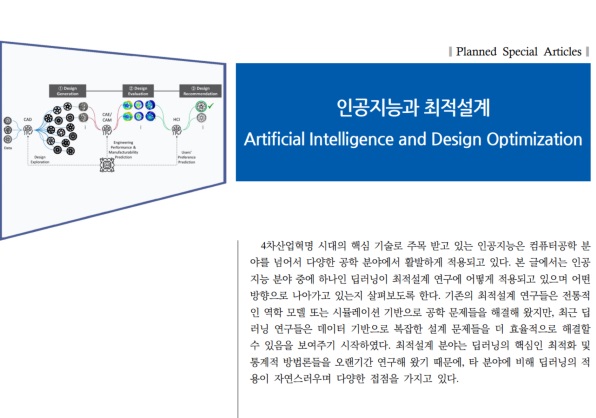 Planned Special Articles
① Design Generation
② Design Evaluation
③ Design Recommendation
CAD
CAE/ CAM
HCI
Design Exploration
Engineering Performance & Manufacturability Prediction
Users' Preference Prediction
인공지능과 최적설계
Artificial Intelligence and Design Optimization
4차산업혁명 시대의 핵심 기술로 주목 받고 있는 인공지능은 컴퓨터공학 분
야를 넘어서 다양한 공학 분야에서 활발하게 적용되고 있다. 본 글에서는 인공
지능 분야 중에 하나인 딥러닝이 최적설계 연구에 어떻게 적용되고 있으며 어떤
방향으로 나아가고 있는지 살펴보도록 한다. 기존의 최적설계 연구들은 전통적
인 역학 모델 또는 시뮬레이션 기반으로 공학 문제들을 해결해 왔지만, 최근 딥
러닝 연구들은 데이터 기반으로 복잡한 설계 문제들을 더 효율적으로 해결할
수 있음을 보여주기 시작하였다. 최적설계 분야는 딥러닝의 핵심인 최적화 및
통계적 방법론들을 오랜기간 연구해 왔기 때문에, 타 분야에 비해 딥러닝의 적
용이 자연스러우며 다양한 접점을 가지고 있다.